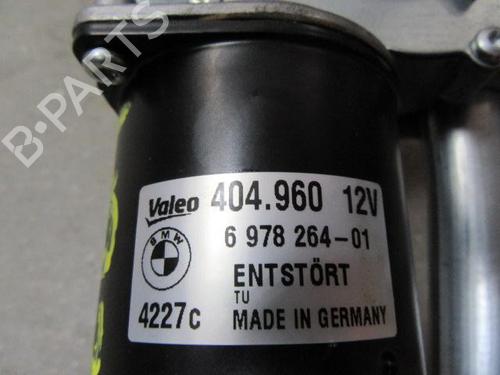 B-PARTS
Valeo 404.960 12V
BMW
6 978 264-01
ENTSTÖRT
TU
4227c MADE IN GERMANY